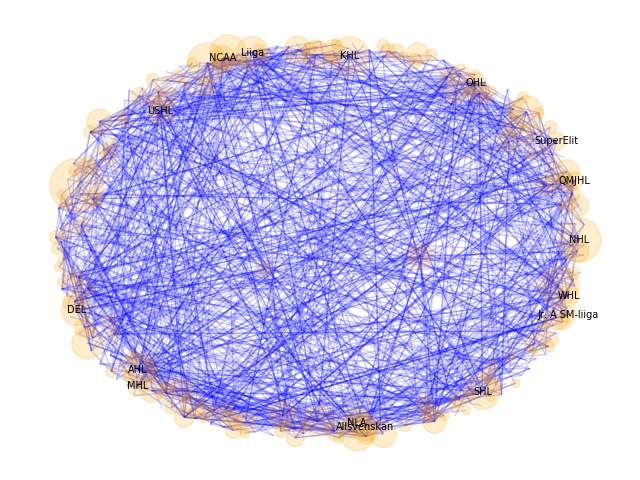 Liiga
NCAA
KHL
OHL
USHL
SuperElit
QMJHL
NHL
WHL
DEL
Jr. A SM-liiga
AHL
MHL
SHL
NLA
Allsvenskan